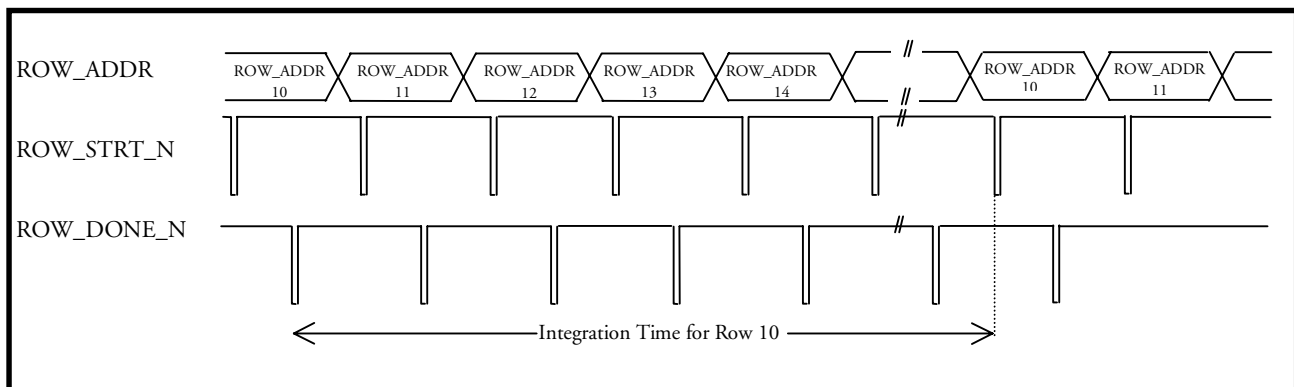 ROW_ADDR
ROW_ADDR ROW_ADDR ROW_ADDR ROW_ADDR ROW_ADDR // ROW_ADDR ROW_ADDR
10 11 12 13 14 // 10 11
ROW_STRT_N //
ROW_DONE_N //
Integration Time for Row 10